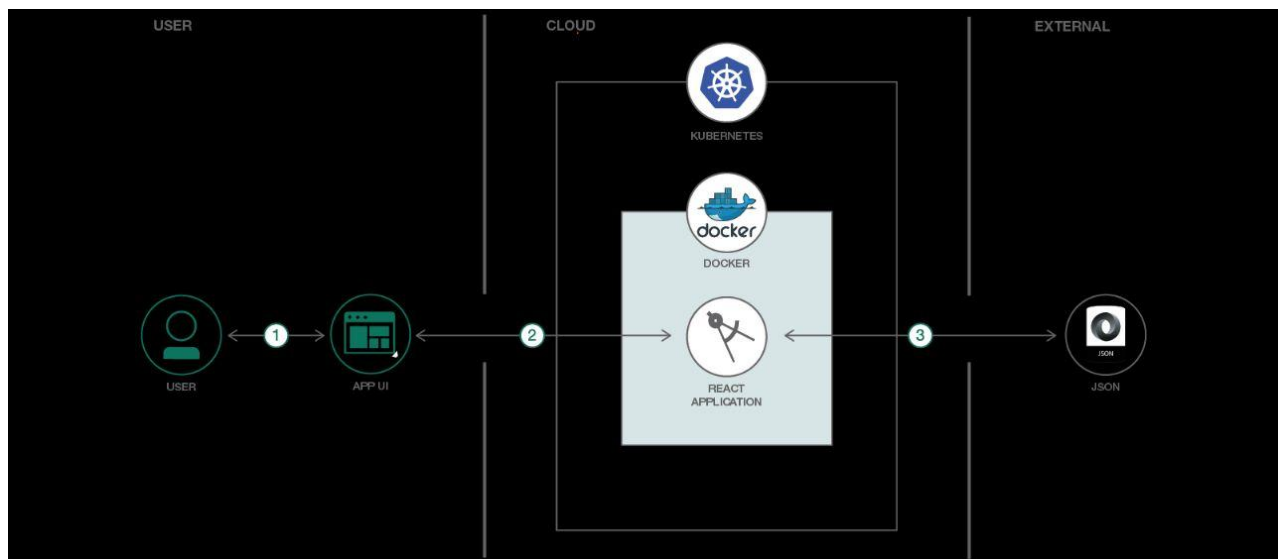 USER
CLOUD
EXTERNAL
KUBERNETES
docker
DOCKER
1
2
3
USER
APP UI
REACT
APPLICATION
JSON
JSON